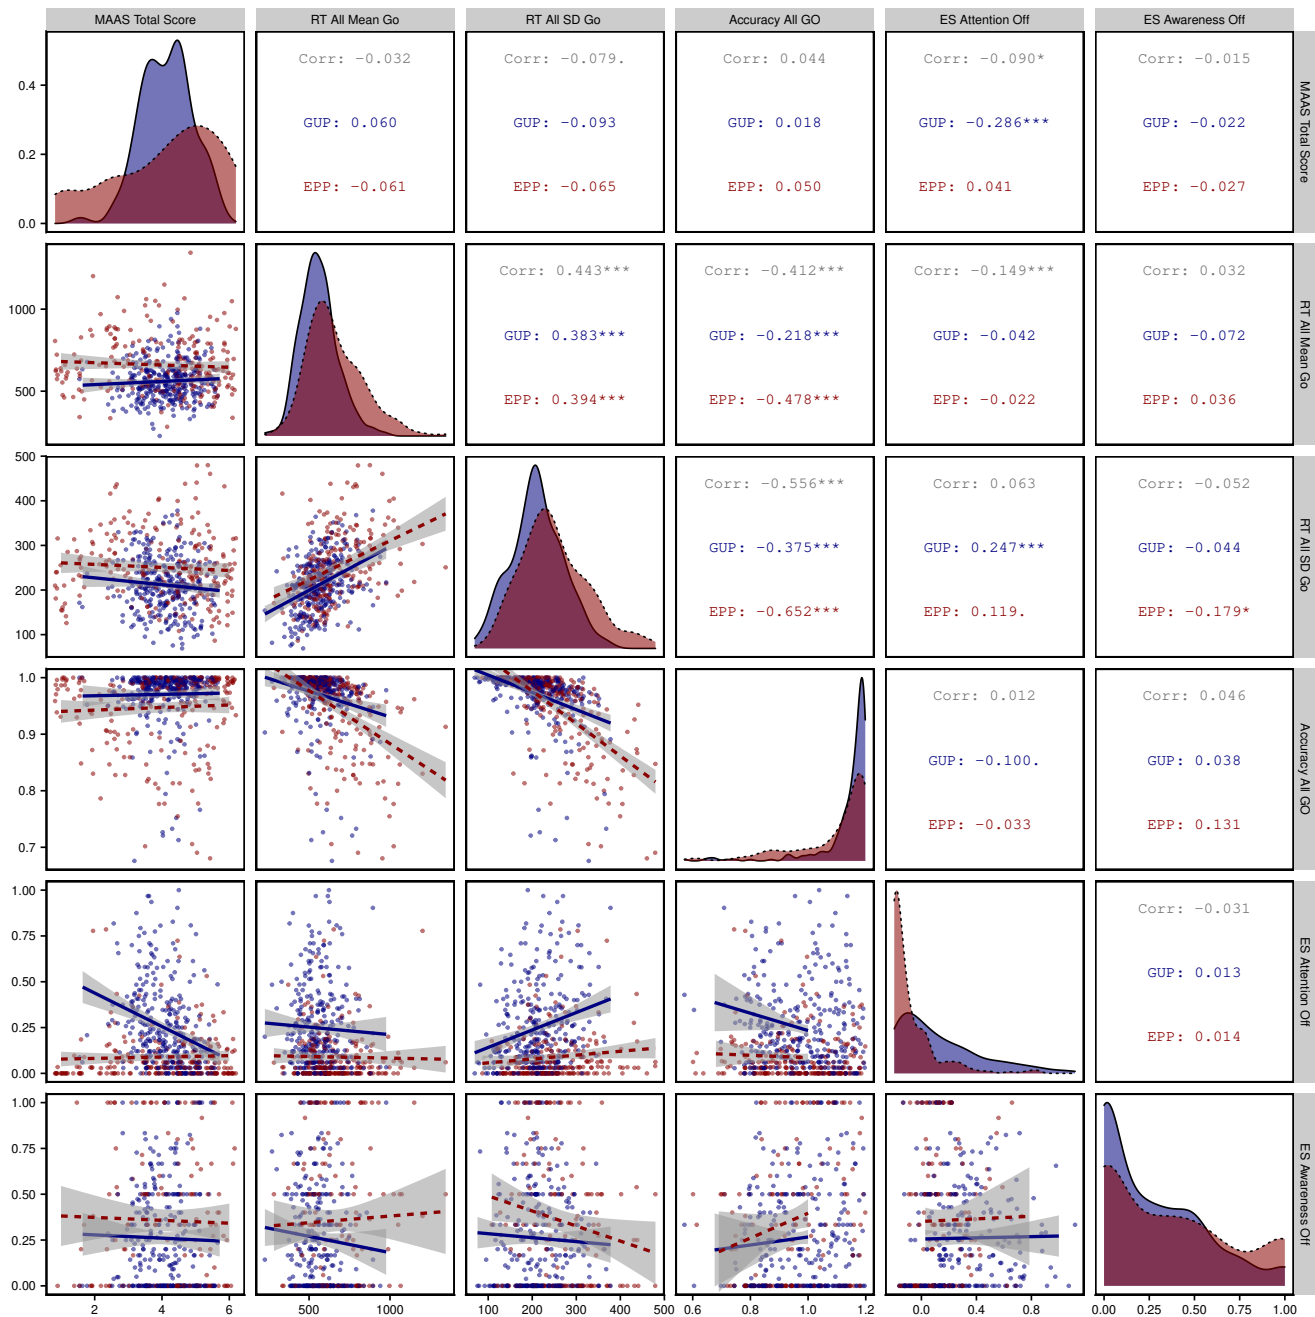 MAAS Total Score
RT All Mean Go
RT All SD Go
Accuracy All GO
ES Attention Off
ES Awareness Off
0.4
0.2
0.0
Corr: -0.032
GUP: 0.060
EPP: -0.061
Corr: -0.079.
GUP: -0.093
EPP: -0.065
Corr: 0.044
GUP: 0.018
EPP: 0.050
Corr: -0.090*
GUP: -0.286***
EPP: 0.041
Corr: -0.015
GUP: -0.022
EPP: -0.027
MAAS Total Score
1000
500
Corr: 0.443***
GUP: 0.383***
EPP: 0.394***
Corr: -0.412***
GUP: -0.218***
EPP: -0.478***
Corr: -0.149***
GUP: -0.042
EPP: -0.022
Corr: 0.032
GUP: -0.072
EPP: 0.036
RT All Mean Go
500
400
300
200
100
Corr: -0.556***
GUP: -0.375***
EPP: -0.652***
Corr: 0.063
GUP: 0.247***
EPP: 0.119.
Corr: -0.052
GUP: -0.044
EPP: -0.179*
RT All SD Go
1.0
0.9
0.8
0.7
Corr: 0.012
GUP: -0.100.
EPP: -0.033
Corr: 0.046
GUP: 0.038
EPP: 0.131
Accuracy All GO
1.00
0.75
0.50
0.25
0.00
Corr: -0.031
GUP: 0.013
EPP: 0.014
ES Attention Off
1.00
0.75
0.50
0.25
0.00
ES Awareness Off
2 4 6
500 1000
100 200 300 400 500
0.6 0.8 1.0 1.2
0.0 0.4 0.8
0.00 0.25 0.50 0.75 1.00